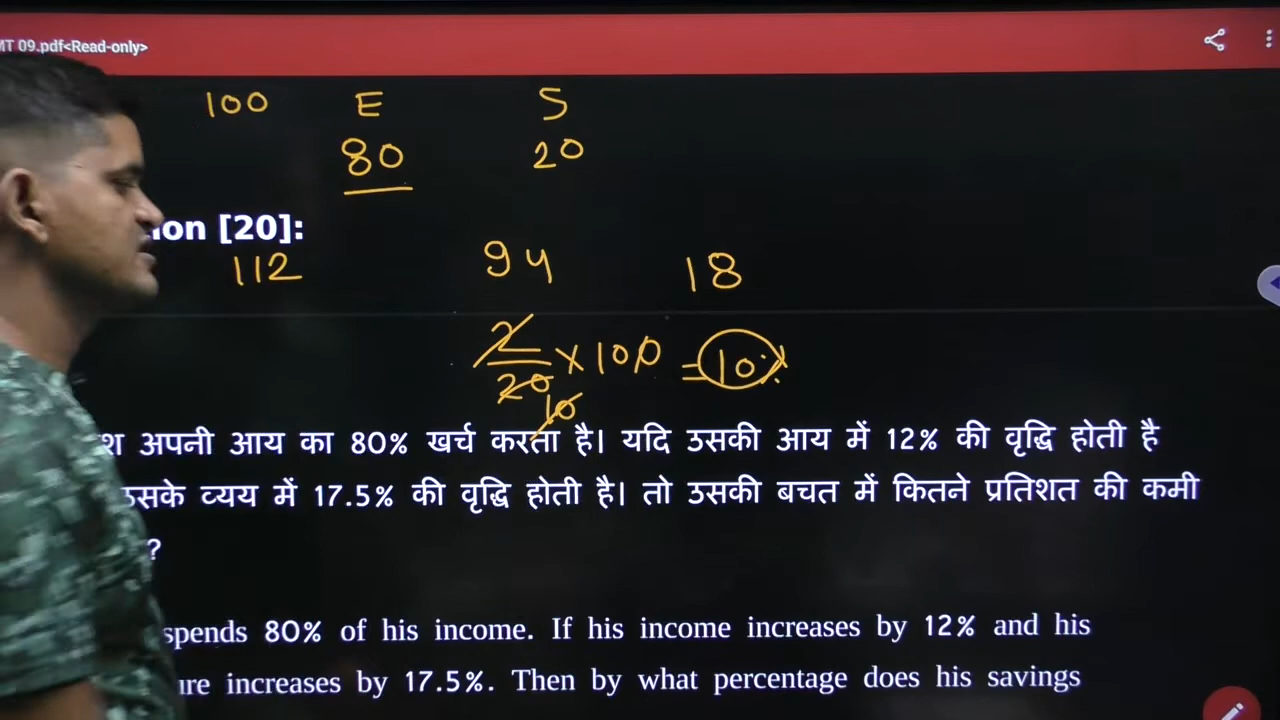 MT 09.pdf<Read-only>
100 E S
80 20
ion [20]:
112 94 18
2/20 × 100 = 10%
10
श अपनी आय का 80% खर्च करता है। यदि उसकी आय में 12% की वृद्धि होती है
उसके व्यय में 17.5% की वृद्धि होती है। तो उसकी बचत में कितने प्रतिशत की कमी
?
spends 80% of his income. If his income increases by 12% and his
ure increases by 17.5%. Then by what percentage does his savings